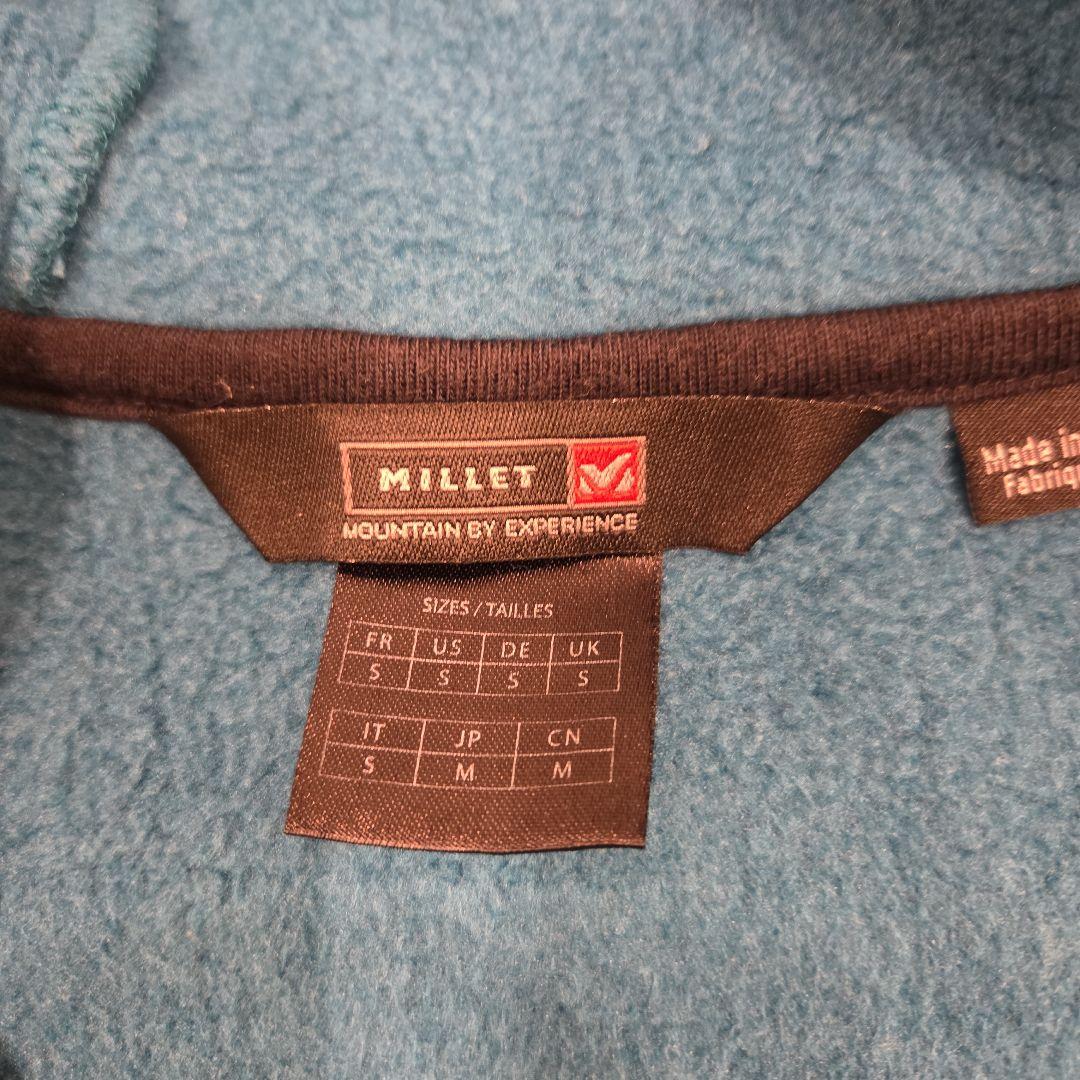 MILLET
MOUNTAIN BY EXPERIENCE
Made in
Fabriq
SIZES / TAILLES
FR US DE UK
S S S S
IT JP CN
S M M